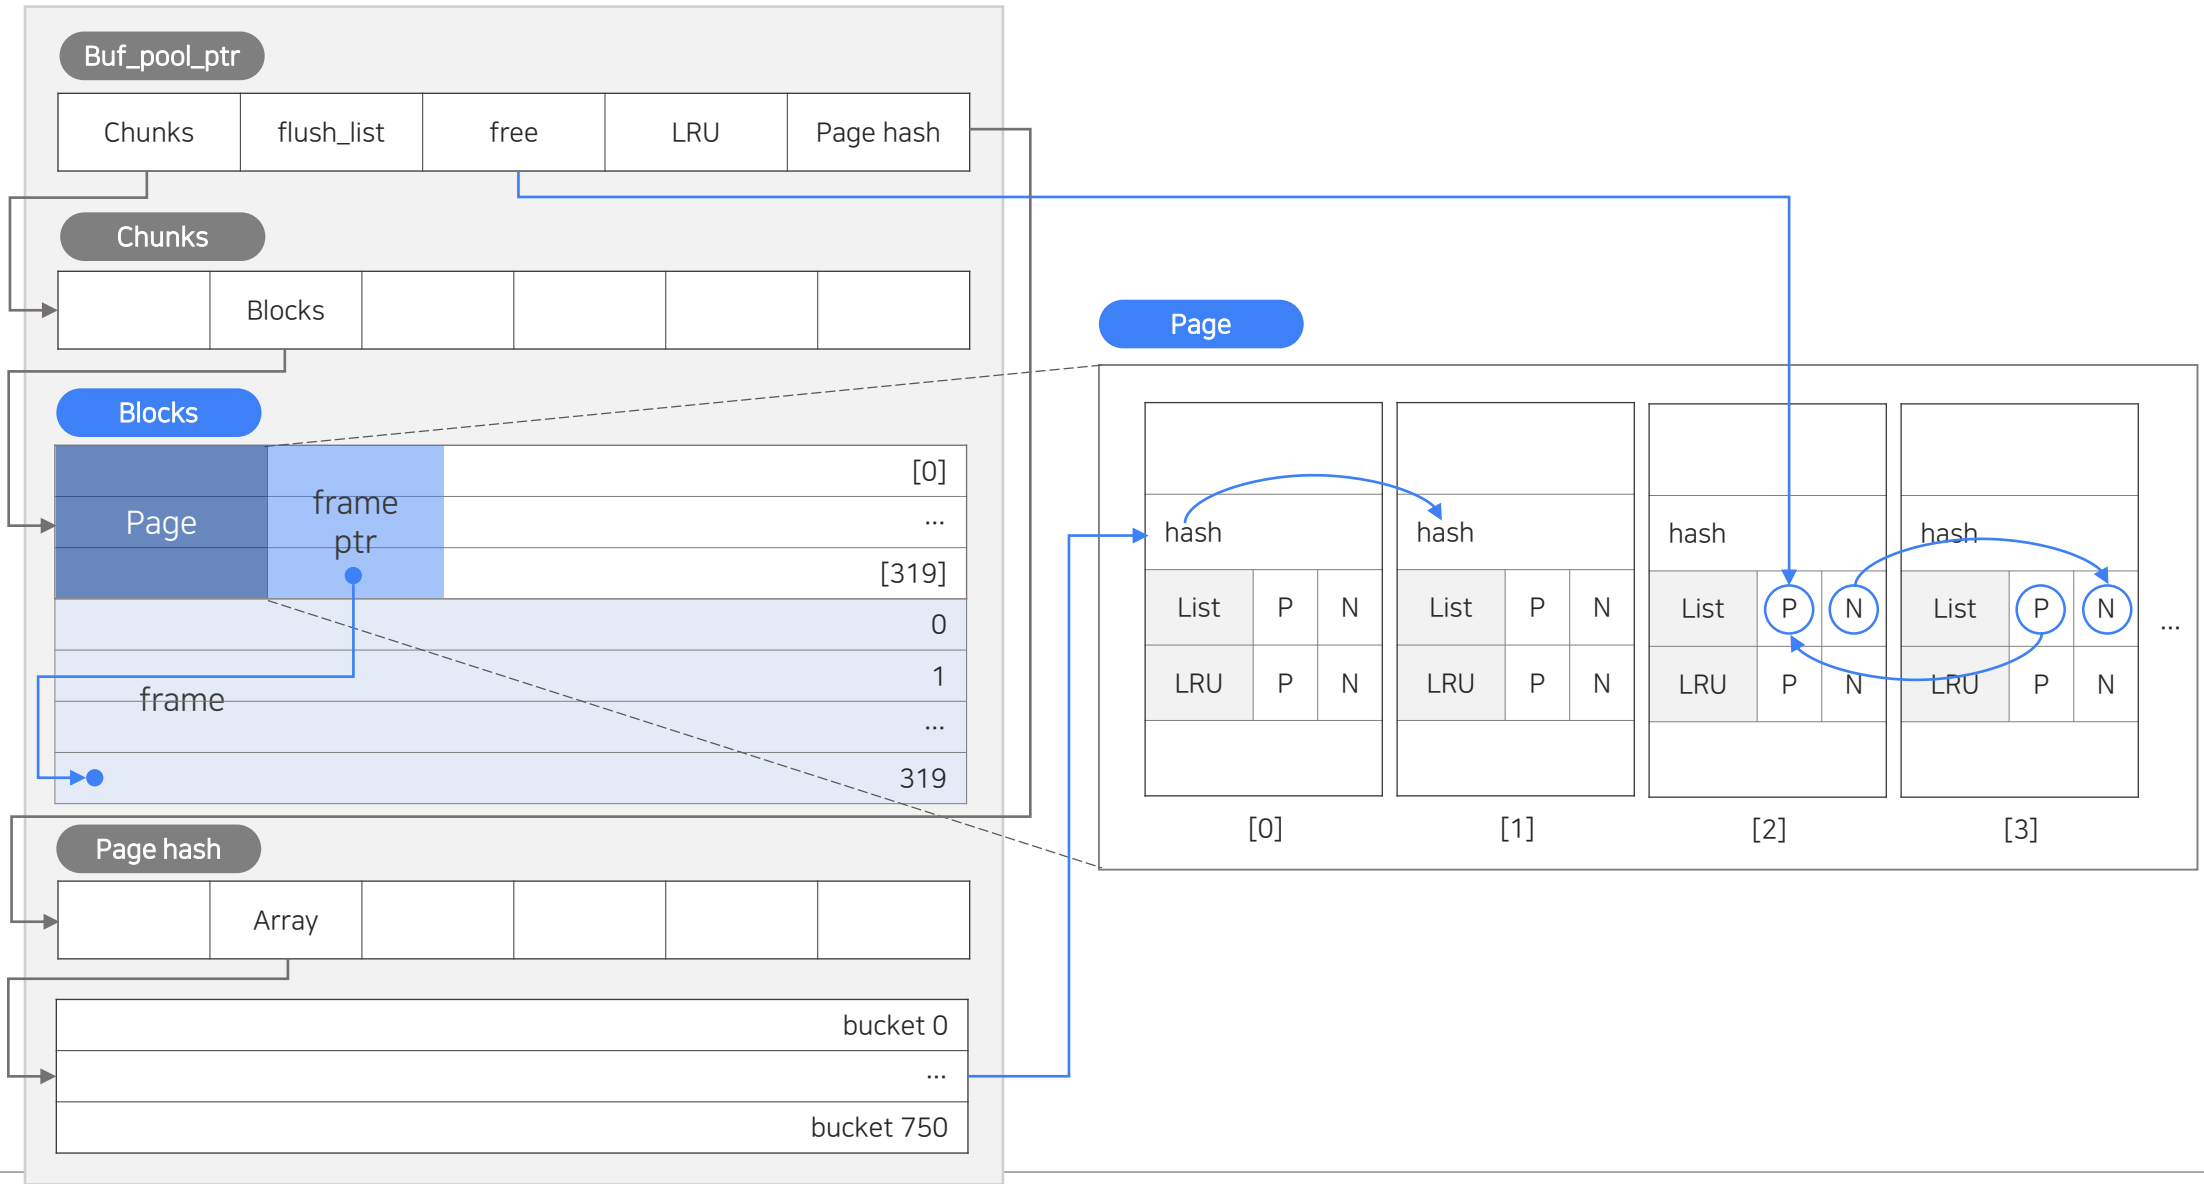 Buf_pool_ptr
Chunks flush_list free LRU Page hash
Chunks
Blocks
Blocks
Page
frame
ptr
[0]
...
[319]
frame
0
1
...
319
Page hash
Array
bucket 0
...
bucket 750
Page
hash hash hash hash
List P N List P N List P N List P N
...
LRU P N LRU P N LRU P N LRU P N
[0] [1] [2] [3]